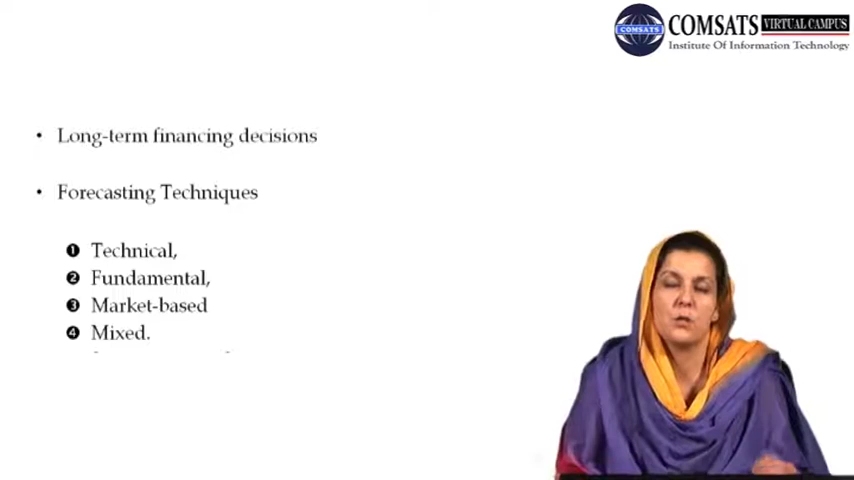 COMSATS VIRTUAL CAMPUS
COMSATS
Institute Of Information Technology
• Long-term financing decisions
• Forecasting Techniques
❶ Technical,
❷ Fundamental,
❸ Market-based
❹ Mixed.